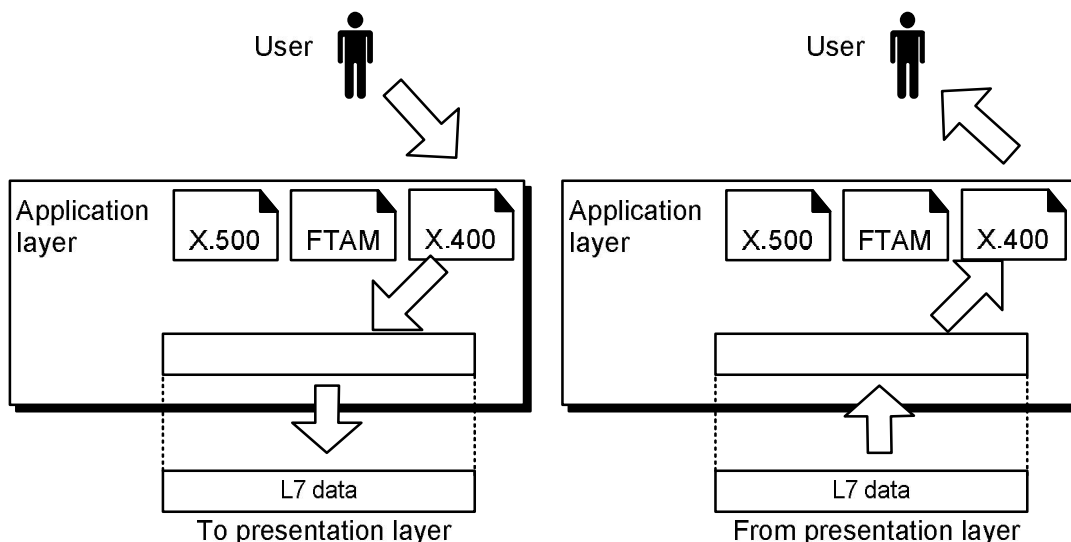 User
Application
layer
X.500 FTAM X.400
L7 data
To presentation layer
User
Application
layer
X.500 FTAM X.400
L7 data
From presentation layer